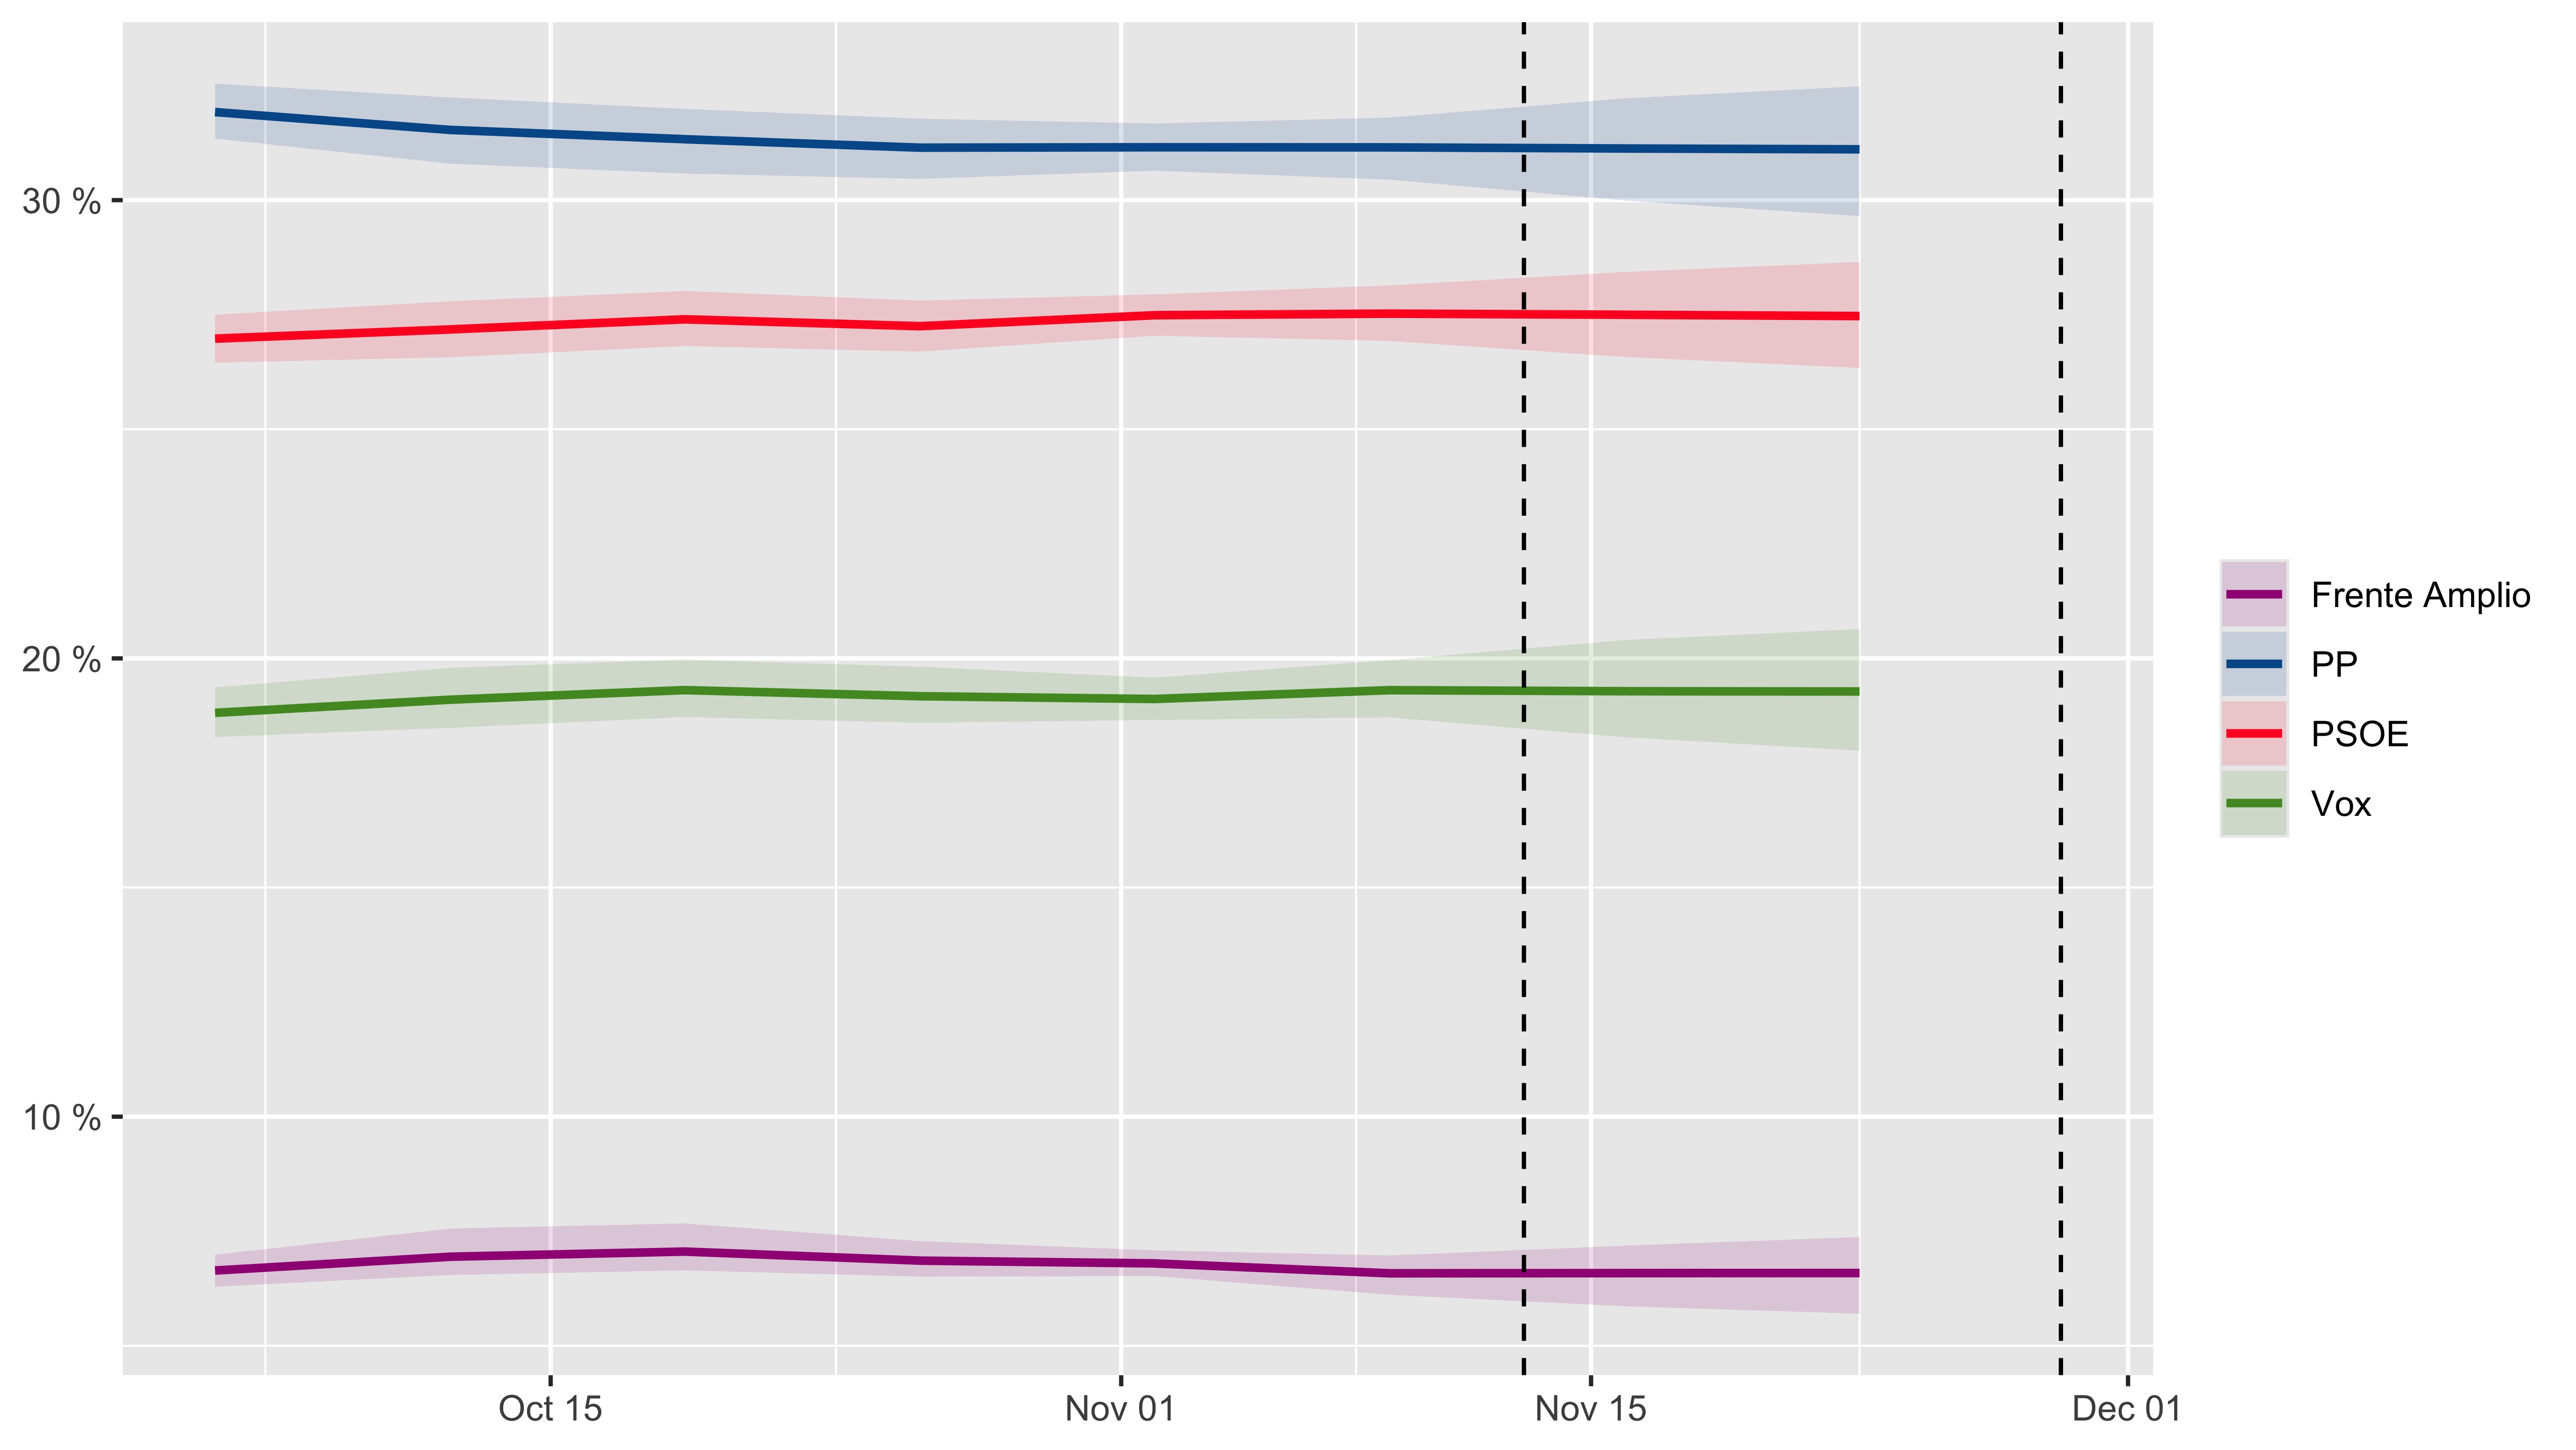 30 %
20 %
10 %
Oct 15
Nov 01
Nov 15
Dec 01
Frente Amplio
PP
PSOE
Vox